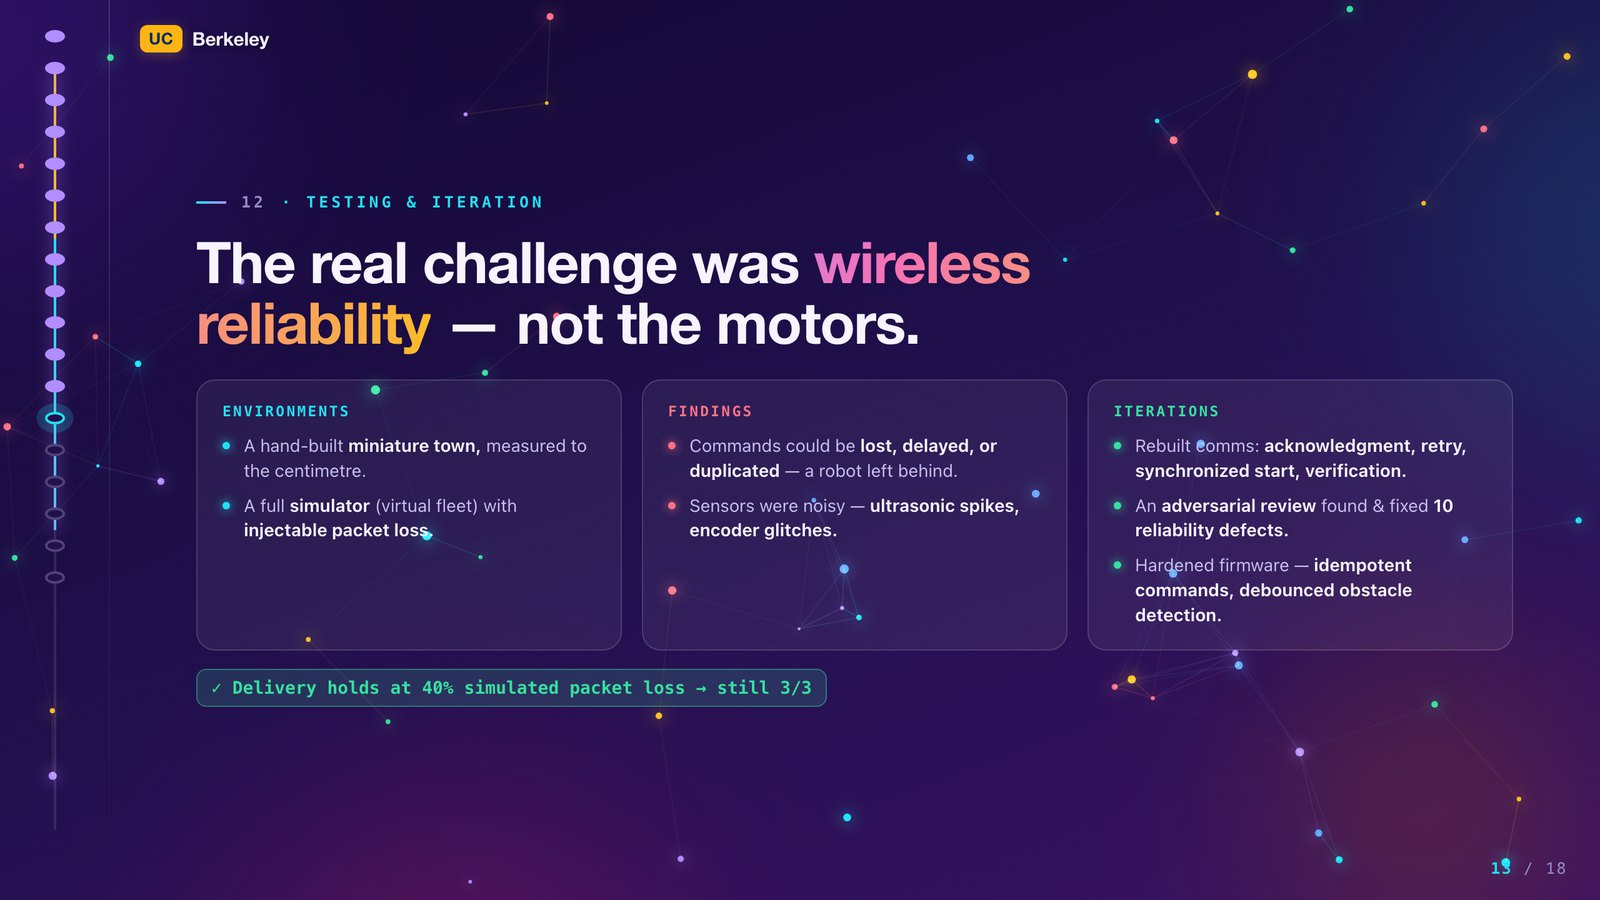 UC Berkeley
12 · TESTING & ITERATION
The real challenge was wireless
reliability — not the motors.
ENVIRONMENTS
A hand-built miniature town, measured to
the centimetre.
A full simulator (virtual fleet) with
injectable packet loss.
FINDINGS
Commands could be lost, delayed, or
duplicated — a robot left behind.
Sensors were noisy — ultrasonic spikes,
encoder glitches.
ITERATIONS
Rebuilt comms: acknowledgment, retry,
synchronized start, verification.
An adversarial review found & fixed 10
reliability defects.
Hardened firmware — idempotent
commands, debounced obstacle
detection.
✓ Delivery holds at 40% simulated packet loss → still 3/3
13 / 18